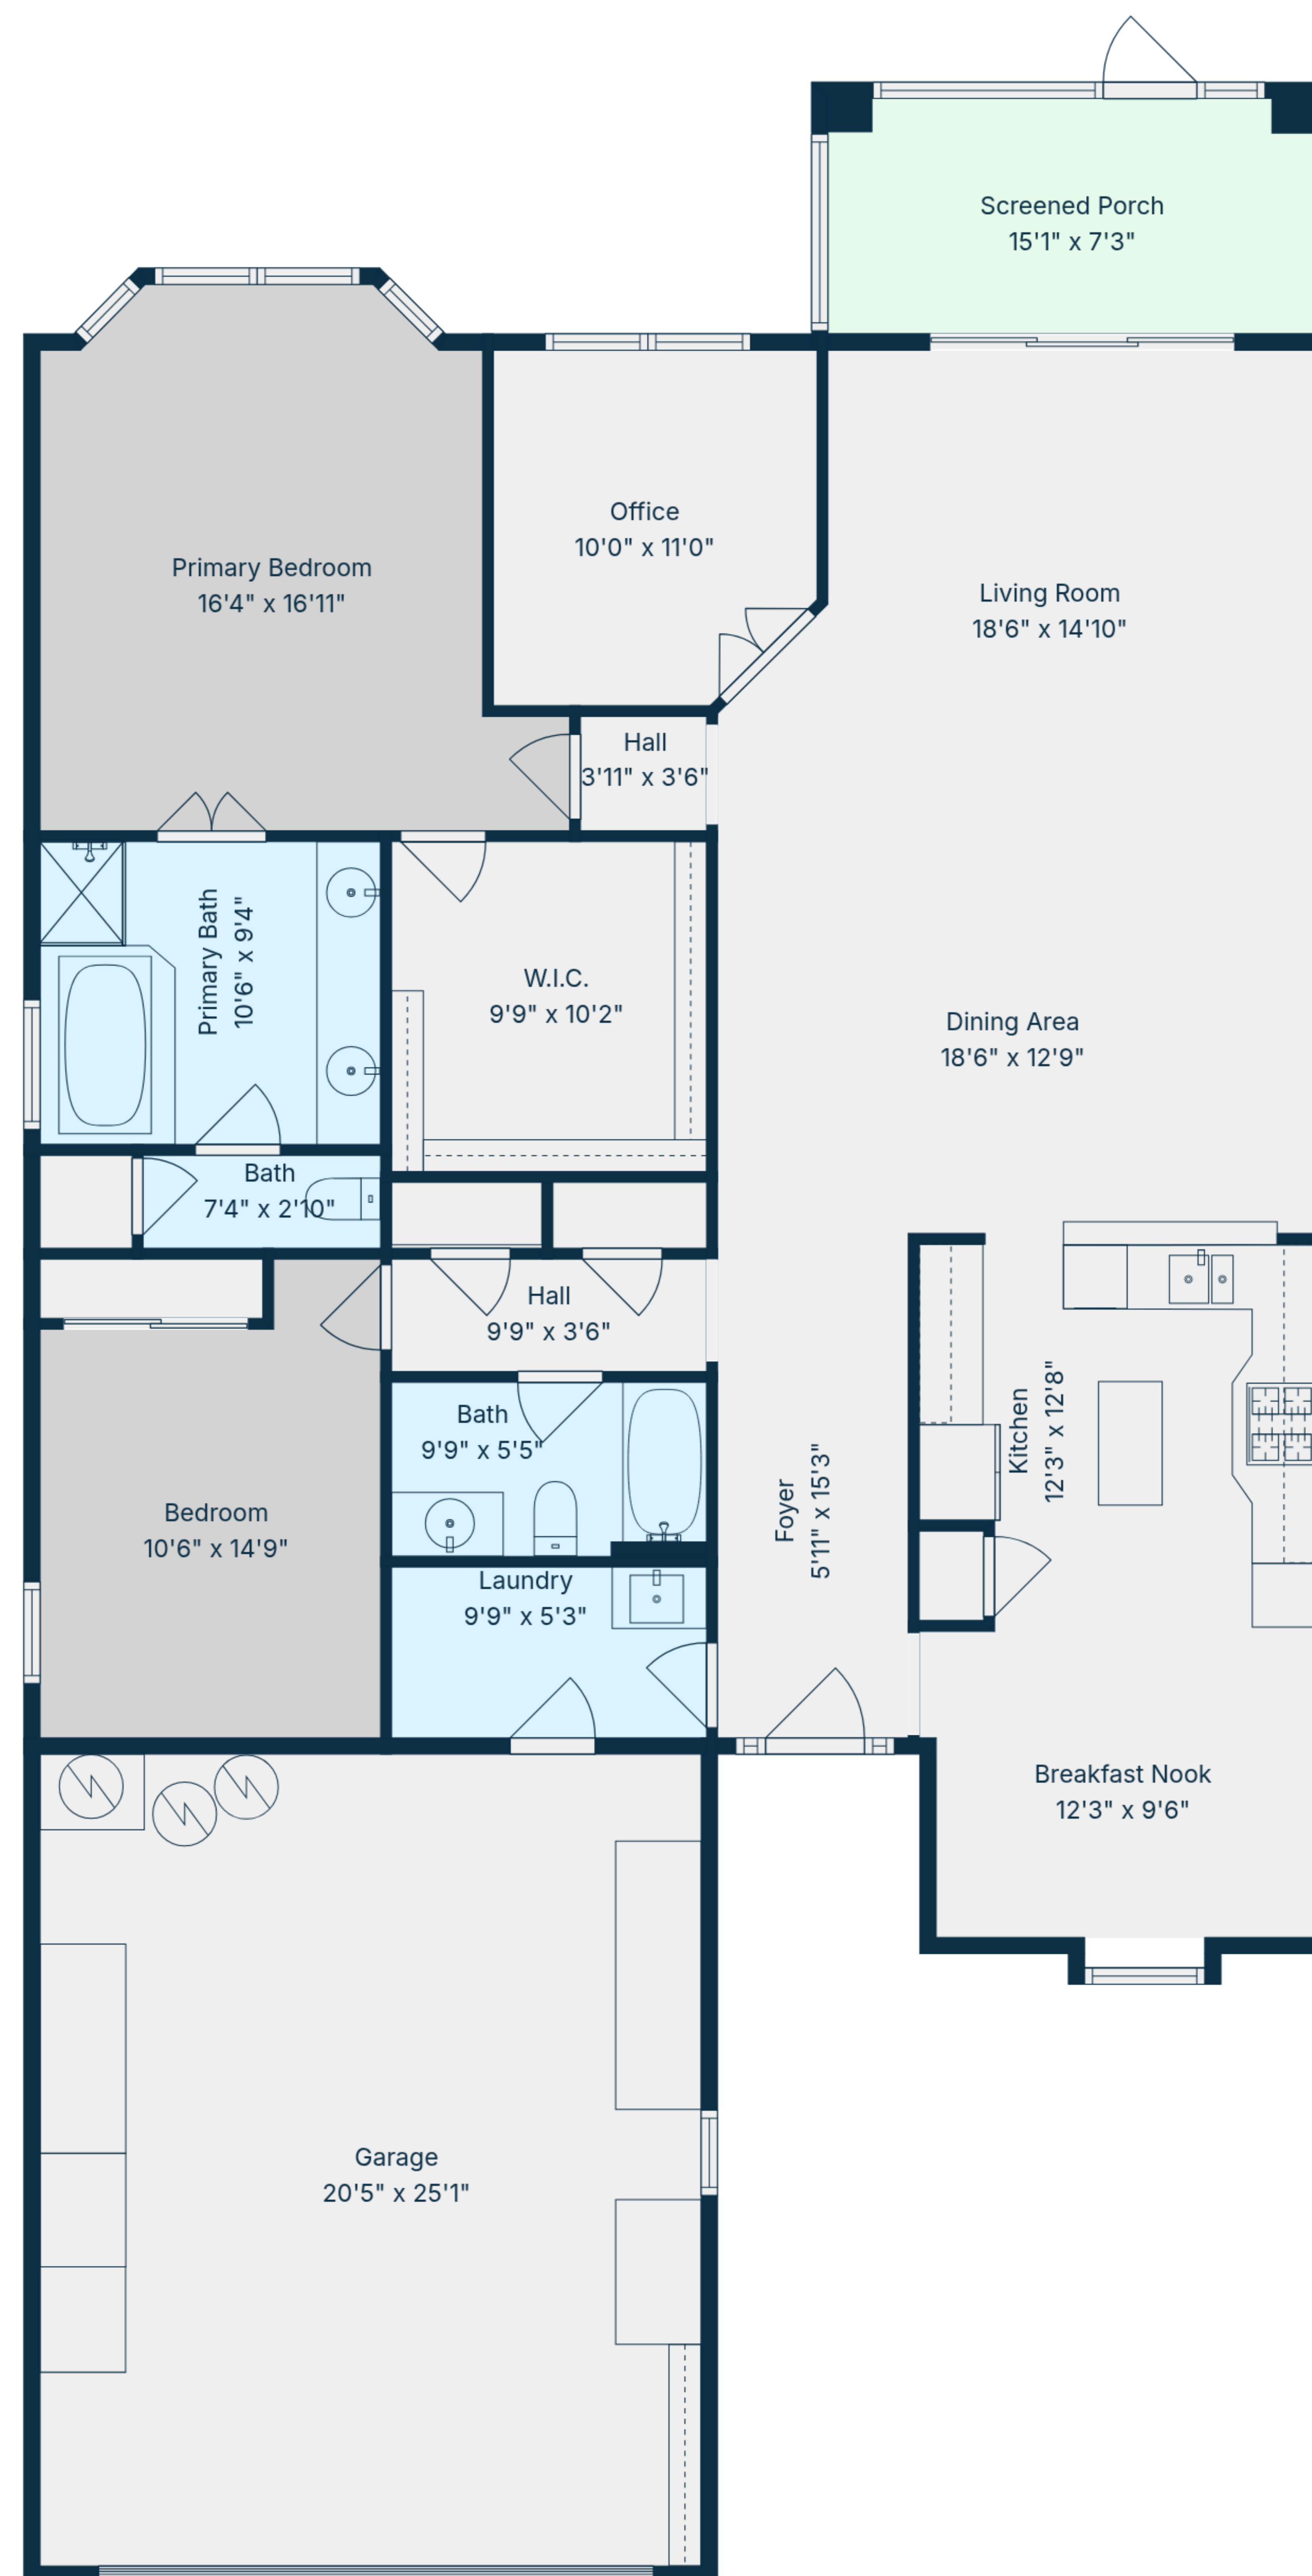 Screened Porch
15'1" x 7'3"
Office
10'0" x 11'0"
Primary Bedroom
16'4" x 16'11"
Living Room
18'6" x 14'10"
Hall
3'11" x 3'6"
Primary Bath
10'6" x 9'4"
W.I.C.
9'9" x 10'2"
Dining Area
18'6" x 12'9"
Bath
7'4" x 2'10"
Hall
9'9" x 3'6"
Kitchen
12'3" x 12'8"
Bath
9'9" x 5'5"
Foyer
5'11" x 15'3"
Bedroom
10'6" x 14'9"
Laundry
9'9" x 5'3"
Breakfast Nook
12'3" x 9'6"
Garage
20'5" x 25'1"